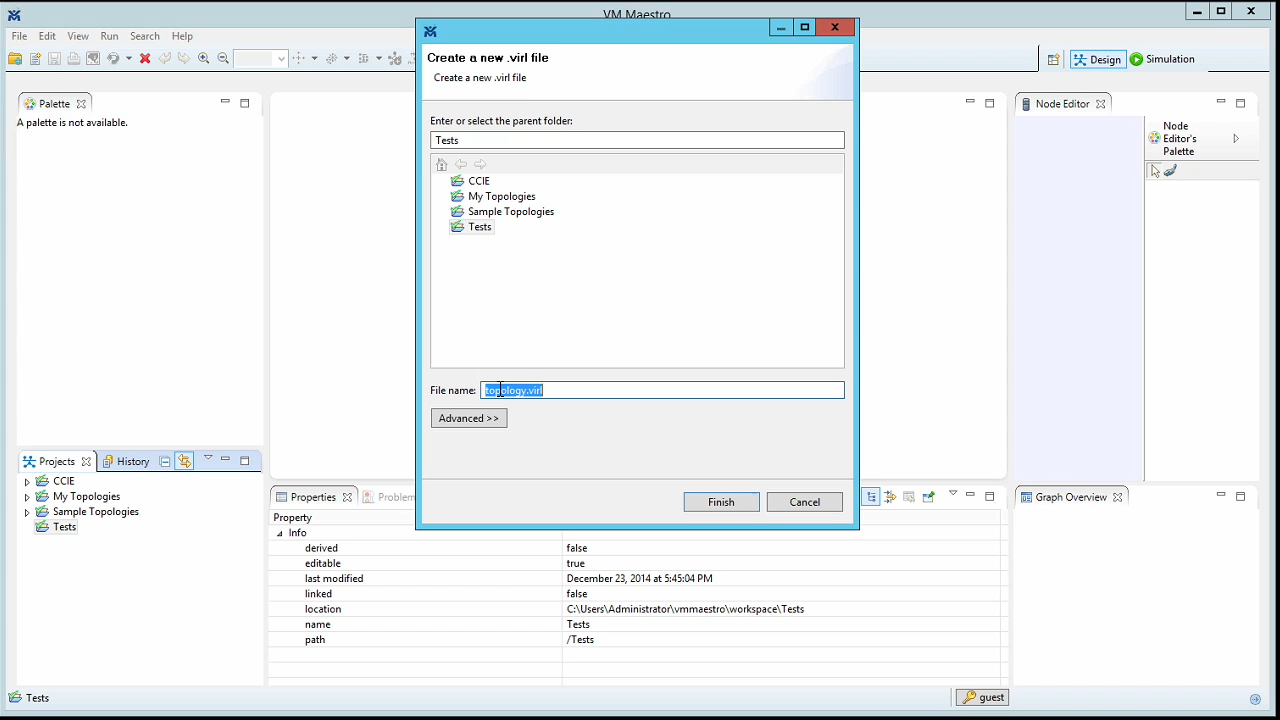 VM Maestro
File Edit View Run Search Help
Design
Simulation
Palette
A palette is not available.
Create a new .virl file
Create a new .virl file
Enter or select the parent folder:
Tests
CCIE
My Topologies
Sample Topologies
Tests
File name: topology.virl
Advanced >>
Finish
Cancel
Node Editor
Node
Editor's
Palette
Projects
History
CCIE
My Topologies
Sample Topologies
Tests
Properties
Problem
Property
Info
derived false
editable true
last modified December 23, 2014 at 5:45:04 PM
linked false
location C:\Users\Administrator\vmmaestro\workspace\Tests
name Tests
path /Tests
Graph Overview
Tests
guest